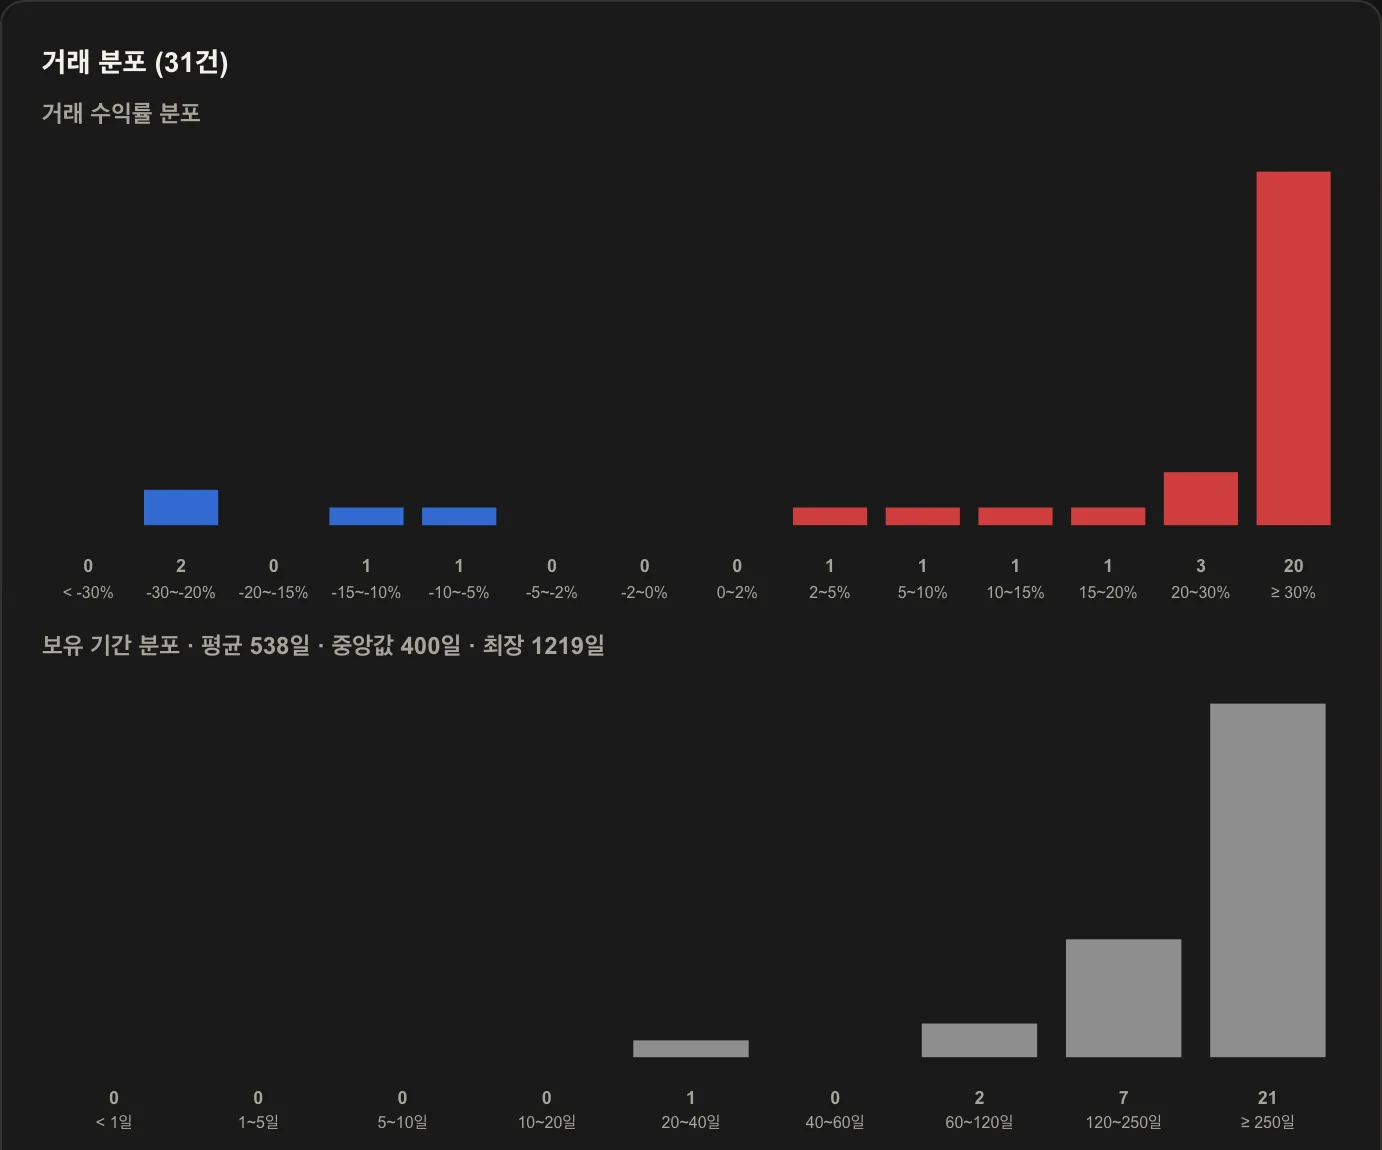 거래 분포 (31건)
거래 수익률 분포
0 2 0 1 1 0 0 0 1 1 1 1 3 20
< -30% -30~-20% -20~-15% -15~-10% -10~-5% -5~-2% -2~0% 0~2% 2~5% 5~10% 10~15% 15~20% 20~30% ≥ 30%
보유 기간 분포 · 평균 538일 · 중앙값 400일 · 최장 1219일
0 0 0 0 1 0 2 7 21
< 1일 1~5일 5~10일 10~20일 20~40일 40~60일 60~120일 120~250일 ≥ 250일